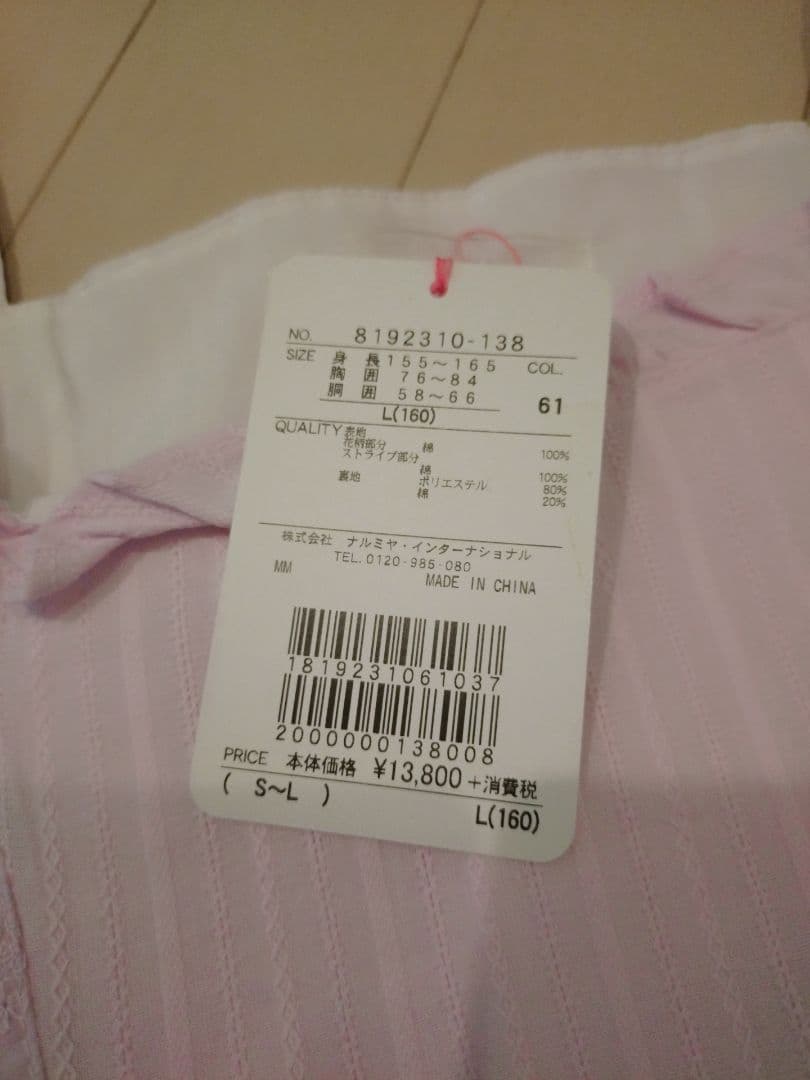 NO. 8192310-138
SIZE 身 長 155～165 COL.
胸 囲 76～84
胴 囲 58～66 61
L(160)
QUALITY 表地
花柄部分 綿 100%
ストライプ部分
綿 100%
裏地 ポリエステル 80%
綿 20%
株式会社 ナルミヤ・インターナショナル
TEL.0120-985-080
MM MADE IN CHINA
1819231061037
2000000138008
PRICE 本体価格 ¥13,800+消費税
( S～L ) L(160)